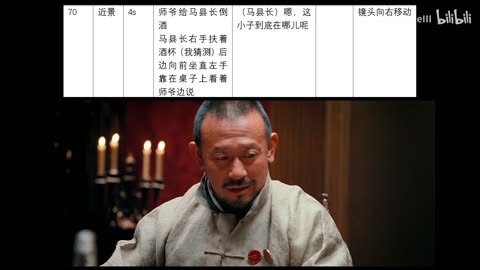 70
近景
4s
师爷给马县长倒
酒
马县长右手扶着
酒杯（我猜测）后
边向前坐直左手
靠在桌子上看着
师爷边说
（马县长）嗯，这
小子到底在哪儿呢
镜头向右移动
elll bilibili